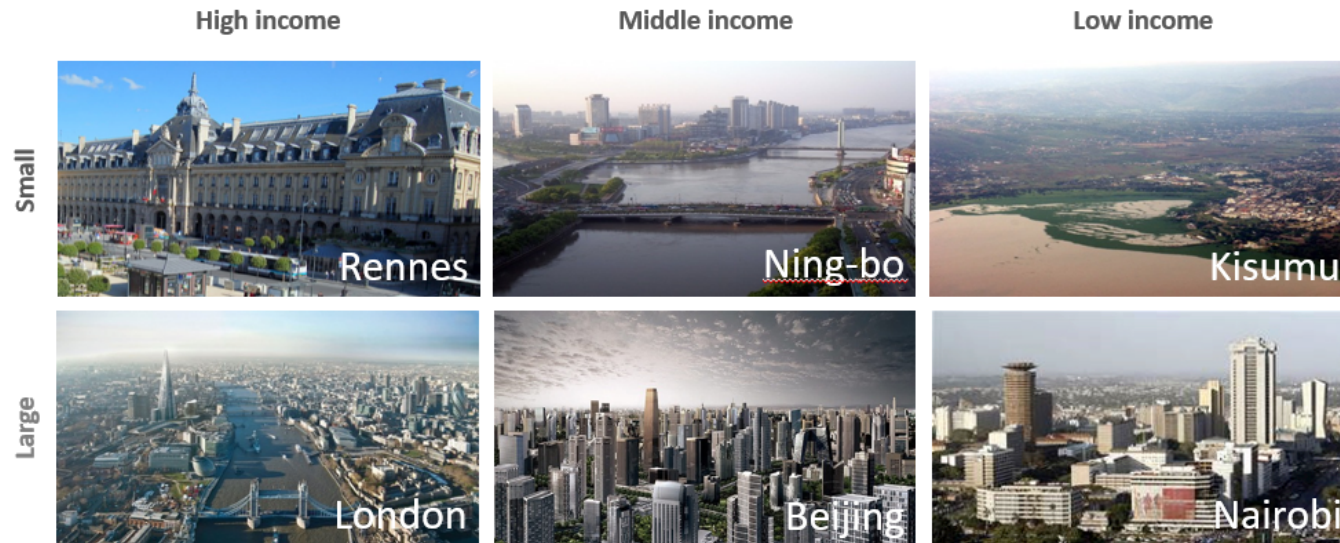 High income
Middle income
Low income
Small
Rennes
Ning-bo
Kisumu
Large
London
Beijing
Nairobi